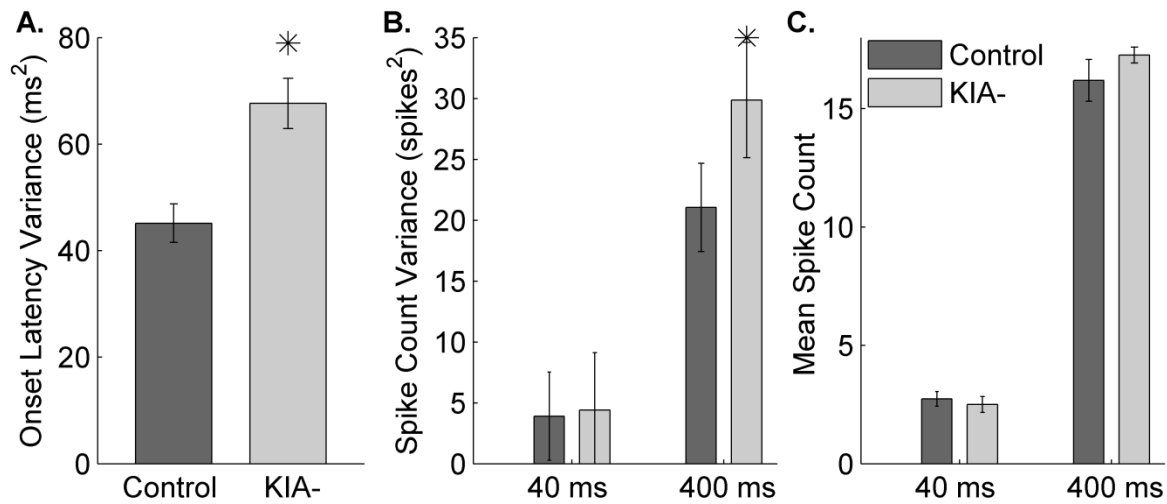 A.
Onset Latency Variance (ms²)
80
60
40
20
0
Control
KIA-
B.
Spike Count Variance (spikes²)
35
30
25
20
15
10
5
0
40 ms
400 ms
C.
Mean Spike Count
15
5
0
40 ms
400 ms
Control
KIA-